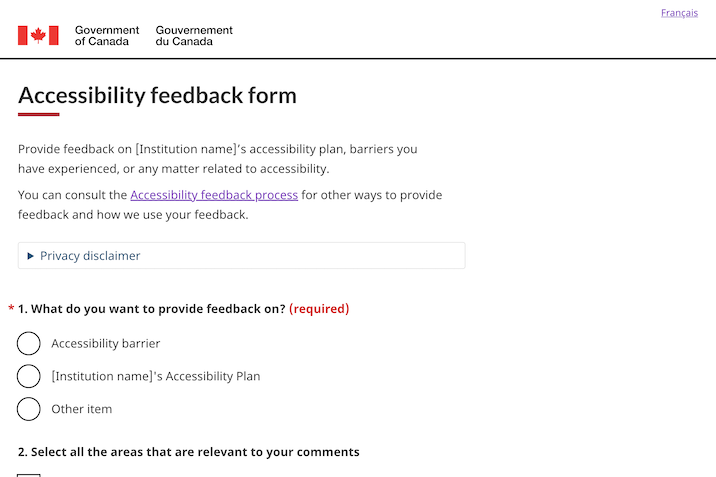 Français
Government of Canada
Gouvernement du Canada
Accessibility feedback form
Provide feedback on [Institution name]'s accessibility plan, barriers you
have experienced, or any matter related to accessibility.
You can consult the Accessibility feedback process for other ways to provide
feedback and how we use your feedback.
Privacy disclaimer
* 1. What do you want to provide feedback on? (required)
Accessibility barrier
[Institution name]'s Accessibility Plan
Other item
2. Select all the areas that are relevant to your comments